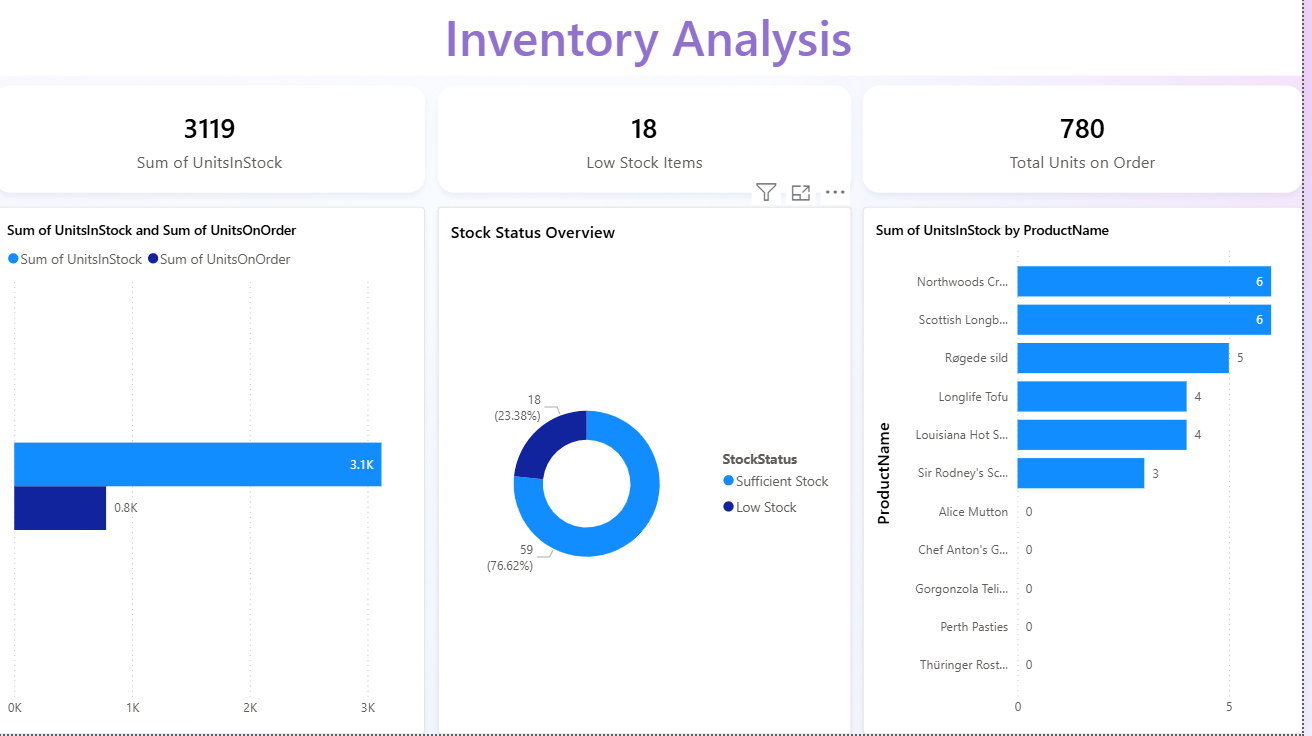 Inventory Analysis
3119
Sum of UnitsInStock
18
Low Stock Items
780
Total Units on Order
Sum of UnitsInStock and Sum of UnitsOnOrder
Sum of UnitsInStock Sum of UnitsOnOrder
3.1K
0.8K
0K 1K 2K 3K
Stock Status Overview
18
(23.38%)
59
(76.62%)
StockStatus
Sufficient Stock
Low Stock
Sum of UnitsInStock by ProductName
ProductName
Northwoods Cr... 6
Scottish Longb... 6
Røgede sild 5
Longlife Tofu 4
Louisiana Hot S... 4
Sir Rodney's Sc... 3
Alice Mutton 0
Chef Anton's G... 0
Gorgonzola Teli... 0
Perth Pasties 0
Thüringer Rost... 0
0 5